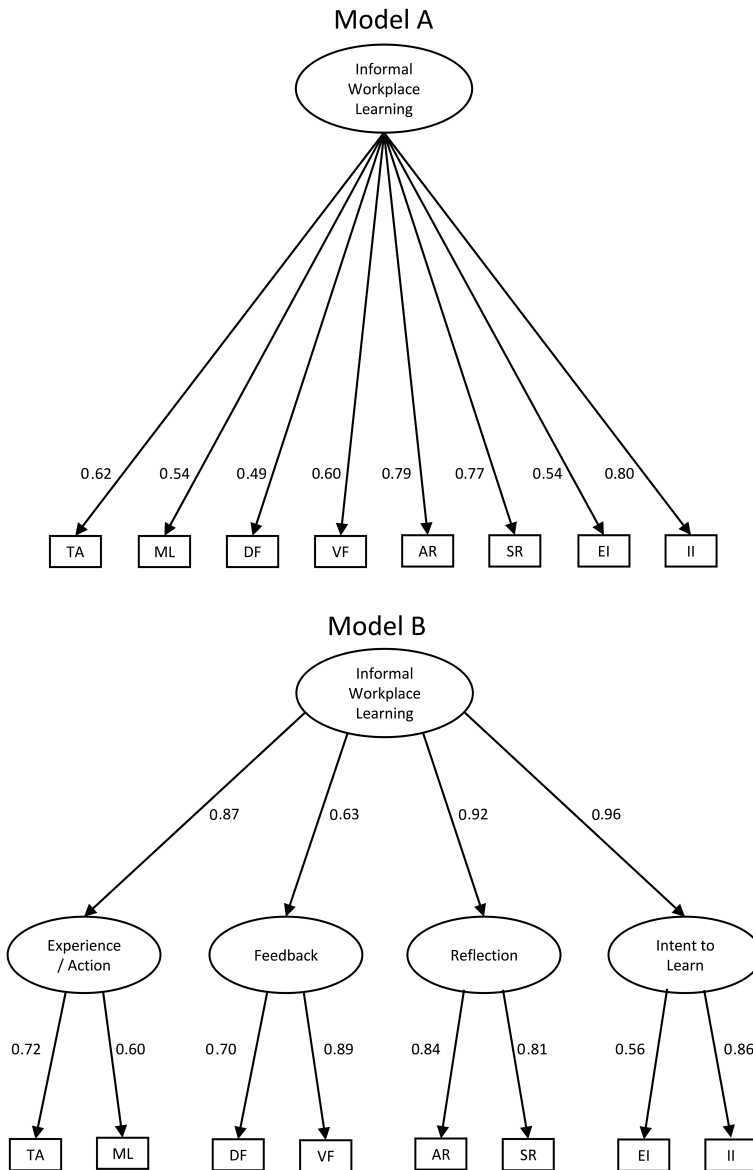 Model A
Informal
Workplace
Learning
0.62 0.54 0.49 0.60 0.79 0.77 0.54 0.80
TA ML DF VF AR SR EI II
Model B
Informal
Workplace
Learning
0.87 0.63 0.92 0.96
Experience
/ Action
Feedback
Reflection
Intent to
Learn
0.72 0.60 0.70 0.89 0.84 0.81 0.56 0.86
TA ML DF VF AR SR EI II